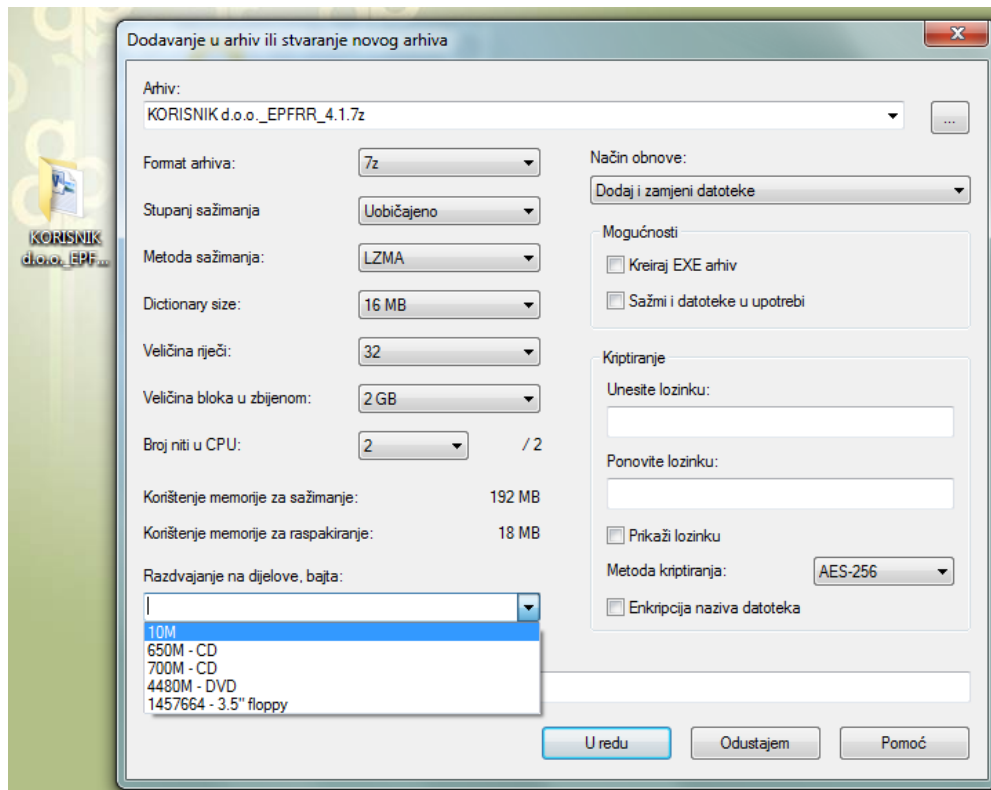 Dodavanje u arhiv ili stvaranje novog arhiva
Arhiv:
KORISNIK d.o.o._EPFRR_4.1.7z
...
Format arhiva:
7z
Stupanj sažimanja
Uobičajeno
Metoda sažimanja:
LZMA
Dictionary size:
16 MB
Veličina riječi:
32
Veličina bloka u zbijenom:
2 GB
Broj niti u CPU:
2
/ 2
Korištenje memorije za sažimanje:
192 MB
Korištenje memorije za raspakiranje:
18 MB
Razdvajanje na dijelove, bajta:
10M
650M - CD
700M - CD
4480M - DVD
1457664 - 3.5" floppy
Način obnove:
Dodaj i zamjeni datoteke
Mogućnosti
Kreiraj EXE arhiv
Sažmi i datoteke u upotrebi
Kriptiranje
Unesite lozinku:
Ponovite lozinku:
Prikaži lozinku
Metoda kriptiranja:
AES-256
Enkripcija naziva datoteka
U redu
Odustajem
Pomoć
KORISNIK
d.o.o._EPF...